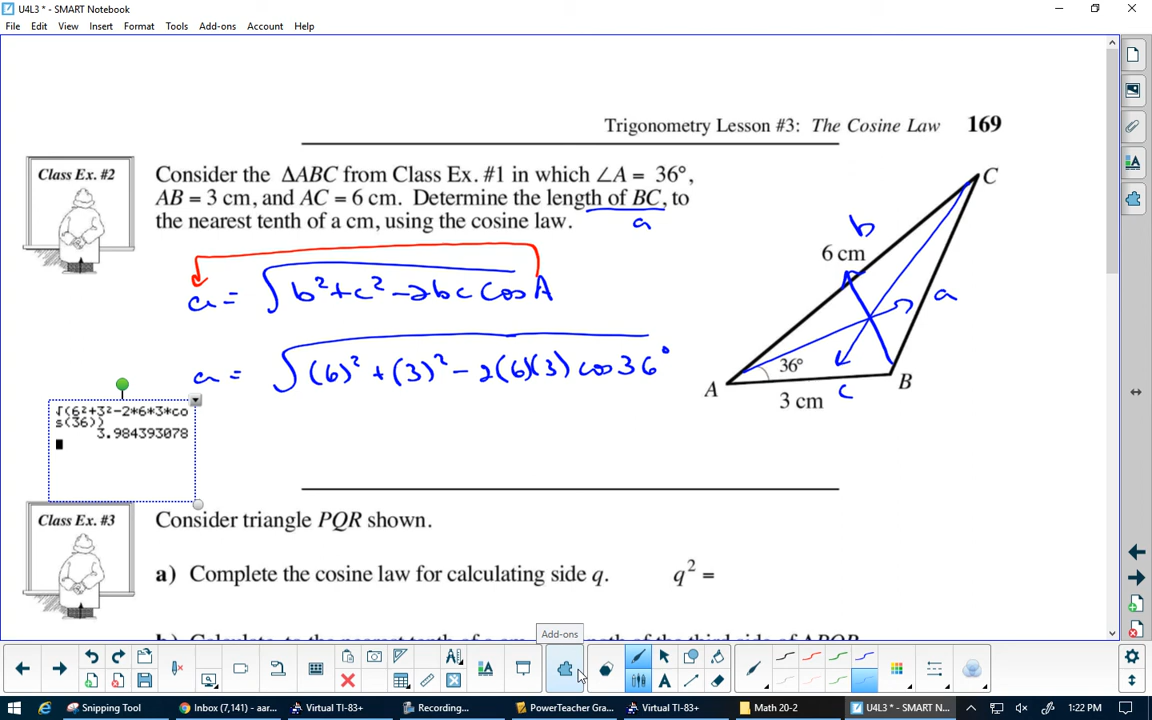 U4L3 * - SMART Notebook
File Edit View Insert Format Tools Add-ons Account Help
Trigonometry Lesson #3: The Cosine Law 169
Class Ex. #2
Consider the ΔABC from Class Ex. #1 in which ∠A = 36°,
AB = 3 cm, and AC = 6 cm. Determine the length of BC, to
the nearest tenth of a cm, using the cosine law.
a
a = √b²+c²-2bc Cos A
a = √(6)²+(3)²-2(6)(3) cos36°
C
b
6 cm
a
36°
A
B
3 cm
c
√(6²+3²-2*6*3*co
s(36))
3.984393078
Class Ex. #3
Consider triangle PQR shown.
a) Complete the cosine law for calculating side q. q² =
Add-ons
Snipping Tool
Inbox (7,141) - aar...
Virtual TI-83+
Recording...
PowerTeacher Gra...
Virtual TI-83+
Math 20-2
U4L3 * - SMART N...
1:22 PM